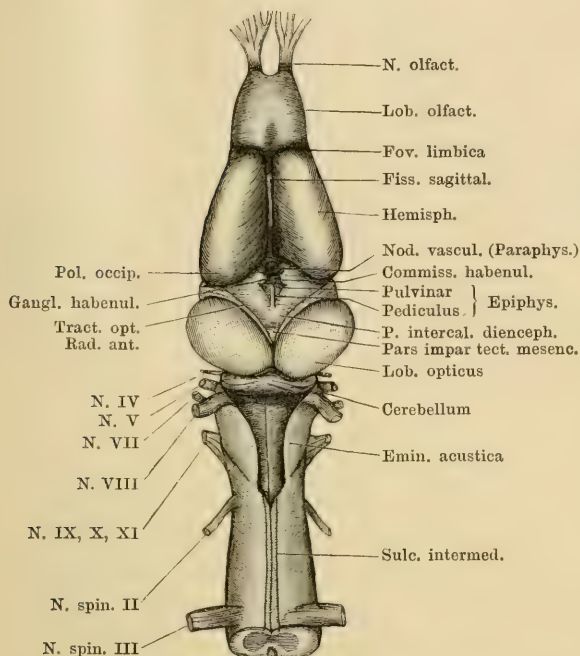 N. olfact.
Lob. olfact.
Fov. limbica
Fiss. sagittal.
Hemisph.
Nod. vascul. (Paraphys.)
Commiss. habenul.
Pulvinar
Pediculus
Epiphys.
P. intercal. dienceph.
Pars impar tect. mesenc.
Lob. opticus
Cerebellum
Emin. acustica
Sulc. intermed.
Pol. occip.
Gangl. habenul.
Tract. opt.
Rad. ant.
N. IV
N. V
N. VII
N. VIII
N. IX, X, XI
N. spin. II
N. spin. III